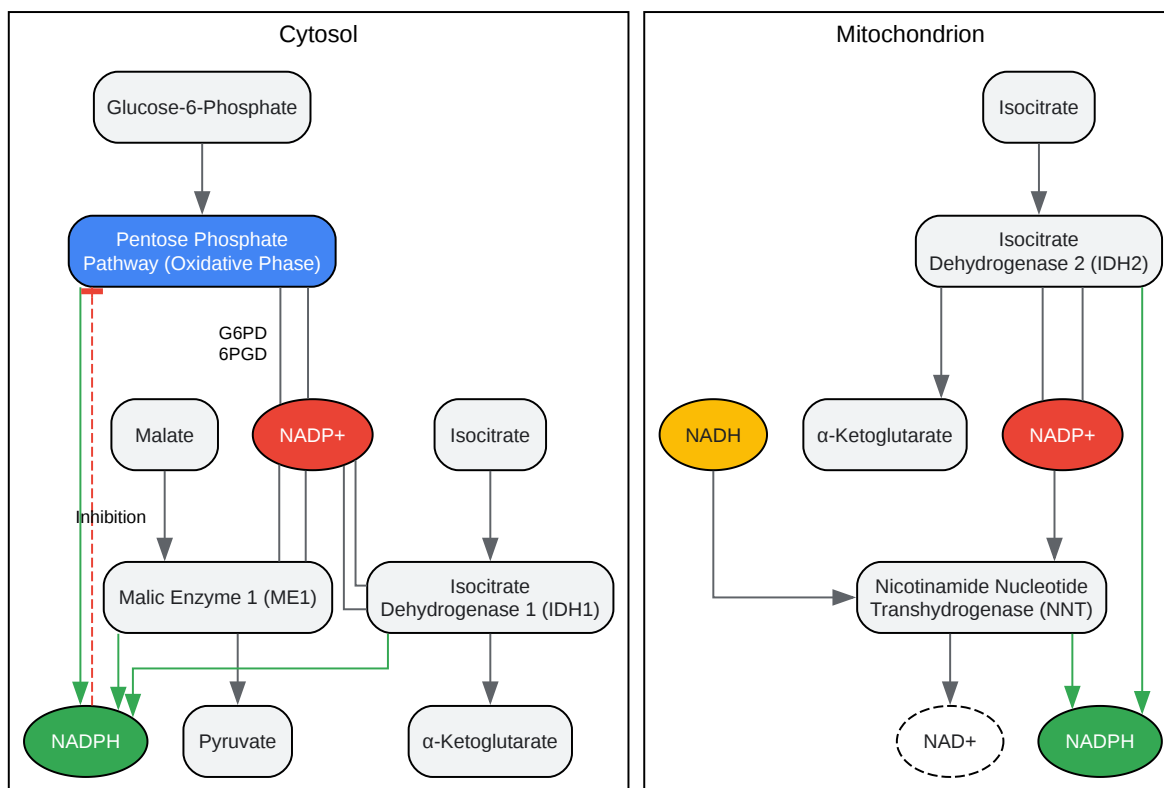 Cytosol
Glucose-6-Phosphate
Pentose Phosphate
Pathway (Oxidative Phase)
G6PD
6PGD
Malate
NADP+
Isocitrate
Inhibition
Malic Enzyme 1 (ME1)
Isocitrate
Dehydrogenase 1 (IDH1)
NADPH
Pyruvate
α-Ketoglutarate
Mitochondrion
Isocitrate
Isocitrate
Dehydrogenase 2 (IDH2)
NADH
α-Ketoglutarate
NADP+
Nicotinamide Nucleotide
Transhydrogenase (NNT)
NAD+
NADPH